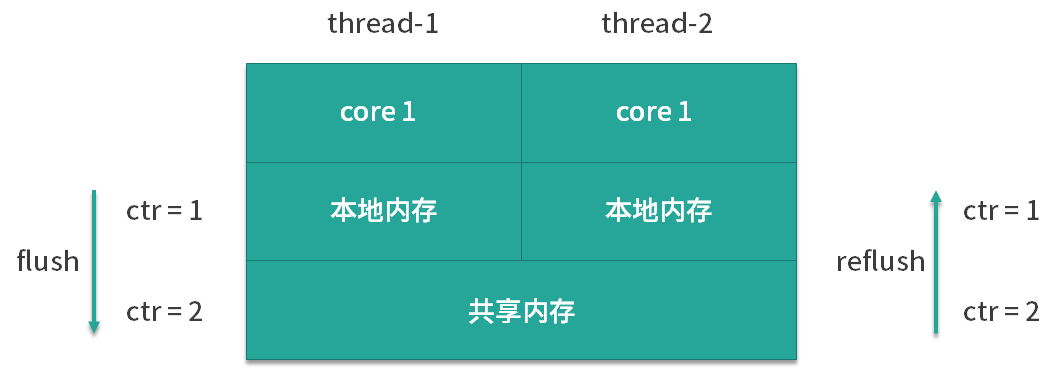 thread-1 thread-2
core 1 core 1
ctr = 1 本地内存 本地内存 ctr = 1
flush reflush
ctr = 2 共享内存 ctr = 2